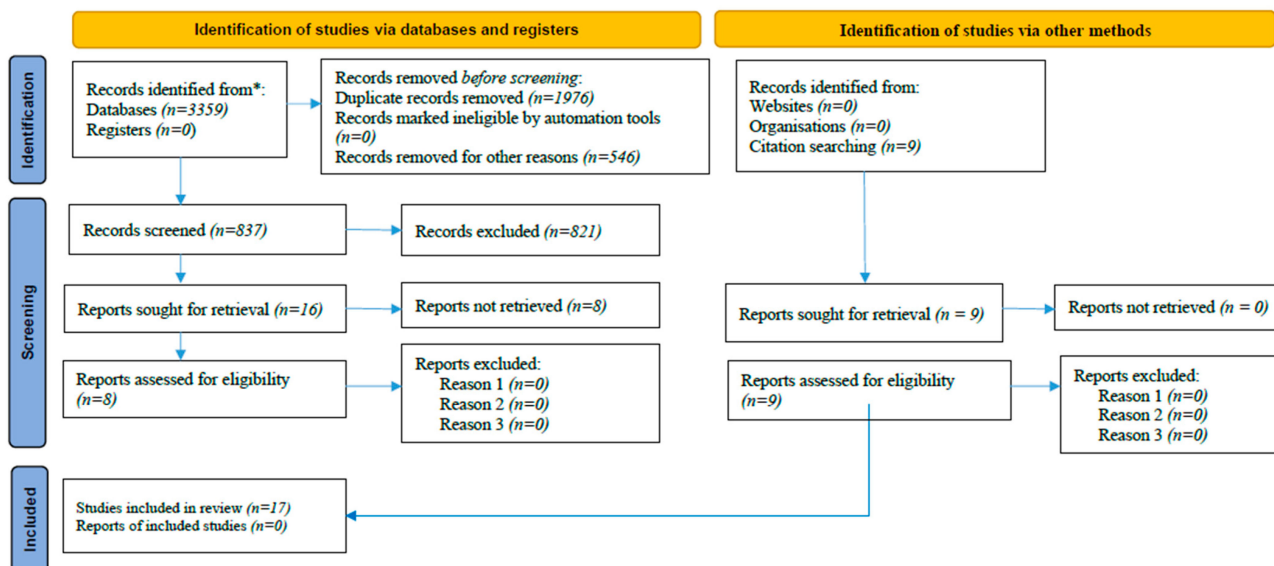 Identification of studies via databases and registers
Identification of studies via other methods
Identification
Records identified from*:
Databases (n=3359)
Registers (n=0)
Records removed before screening:
Duplicate records removed (n=1976)
Records marked ineligible by automation tools
(n=0)
Records removed for other reasons (n=546)
Records identified from:
Websites (n=0)
Organisations (n=0)
Citation searching (n=9)
Screening
Records screened (n=837)
Records excluded (n=821)
Reports sought for retrieval (n=16)
Reports not retrieved (n=8)
Reports sought for retrieval (n = 9)
Reports not retrieved (n = 0)
Reports assessed for eligibility
(n=8)
Reports excluded:
Reason 1 (n=0)
Reason 2 (n=0)
Reason 3 (n=0)
Reports assessed for eligibility
(n=9)
Reports excluded:
Reason 1 (n=0)
Reason 2 (n=0)
Reason 3 (n=0)
Included
Studies included in review (n=17)
Reports of included studies (n=0)